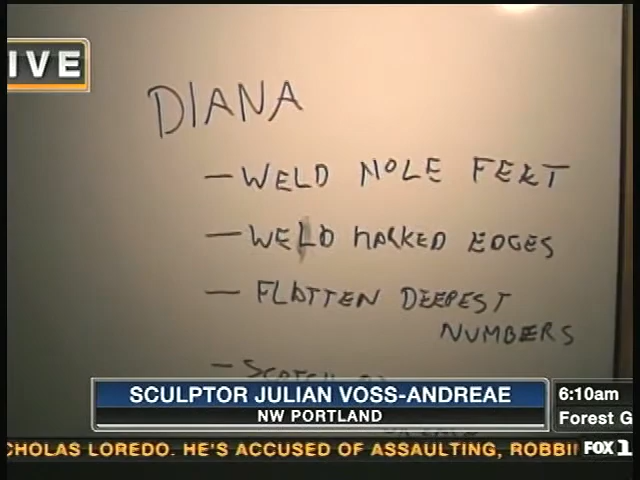 IVE
DIANA
- WELD MOLE FEET
- WELD MARKED EDGES
- FLATTEN DEEPEST
NUMBERS
SCULPTOR JULIAN VOSS-ANDREAE
NW PORTLAND
6:10am
Forest G
CHOLAS LOREDO. HE'S ACCUSED OF ASSAULTING, ROBBI
FOX 1